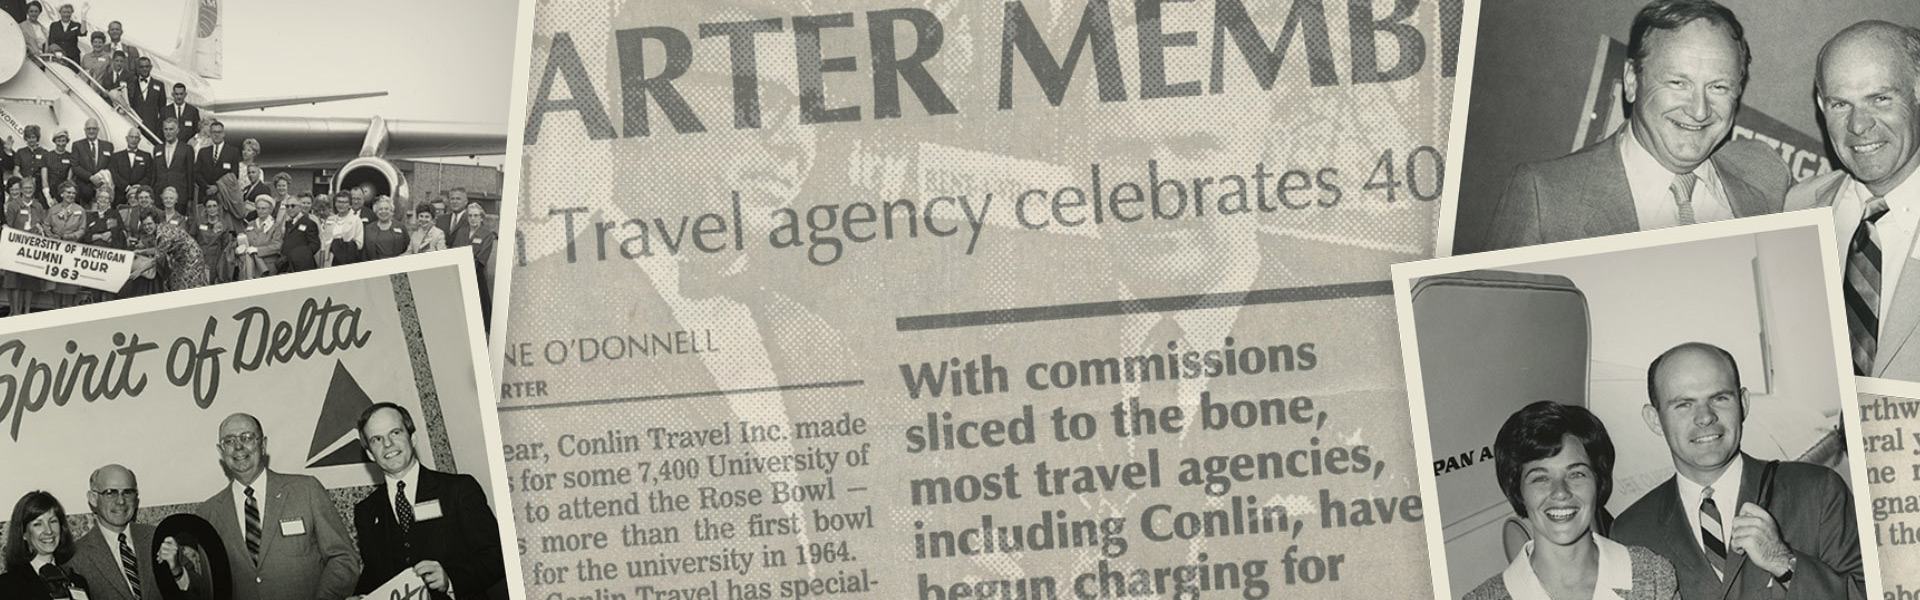 WORLD
UNIVERSITY OF MICHIGAN
ALUMNI TOUR
1963
Spirit of Delta
ARTER MEMB
Travel agency celebrates 40
NE O'DONNELL
RTER
ear, Conlin Travel Inc. made
for some 7,400 University of
to attend the Rose Bowl —
more than the first bowl
for the university in 1964.
Conlin Travel has special-
With commissions
sliced to the bone,
most travel agencies,
including Conlin, have
begun charging for
PAN A